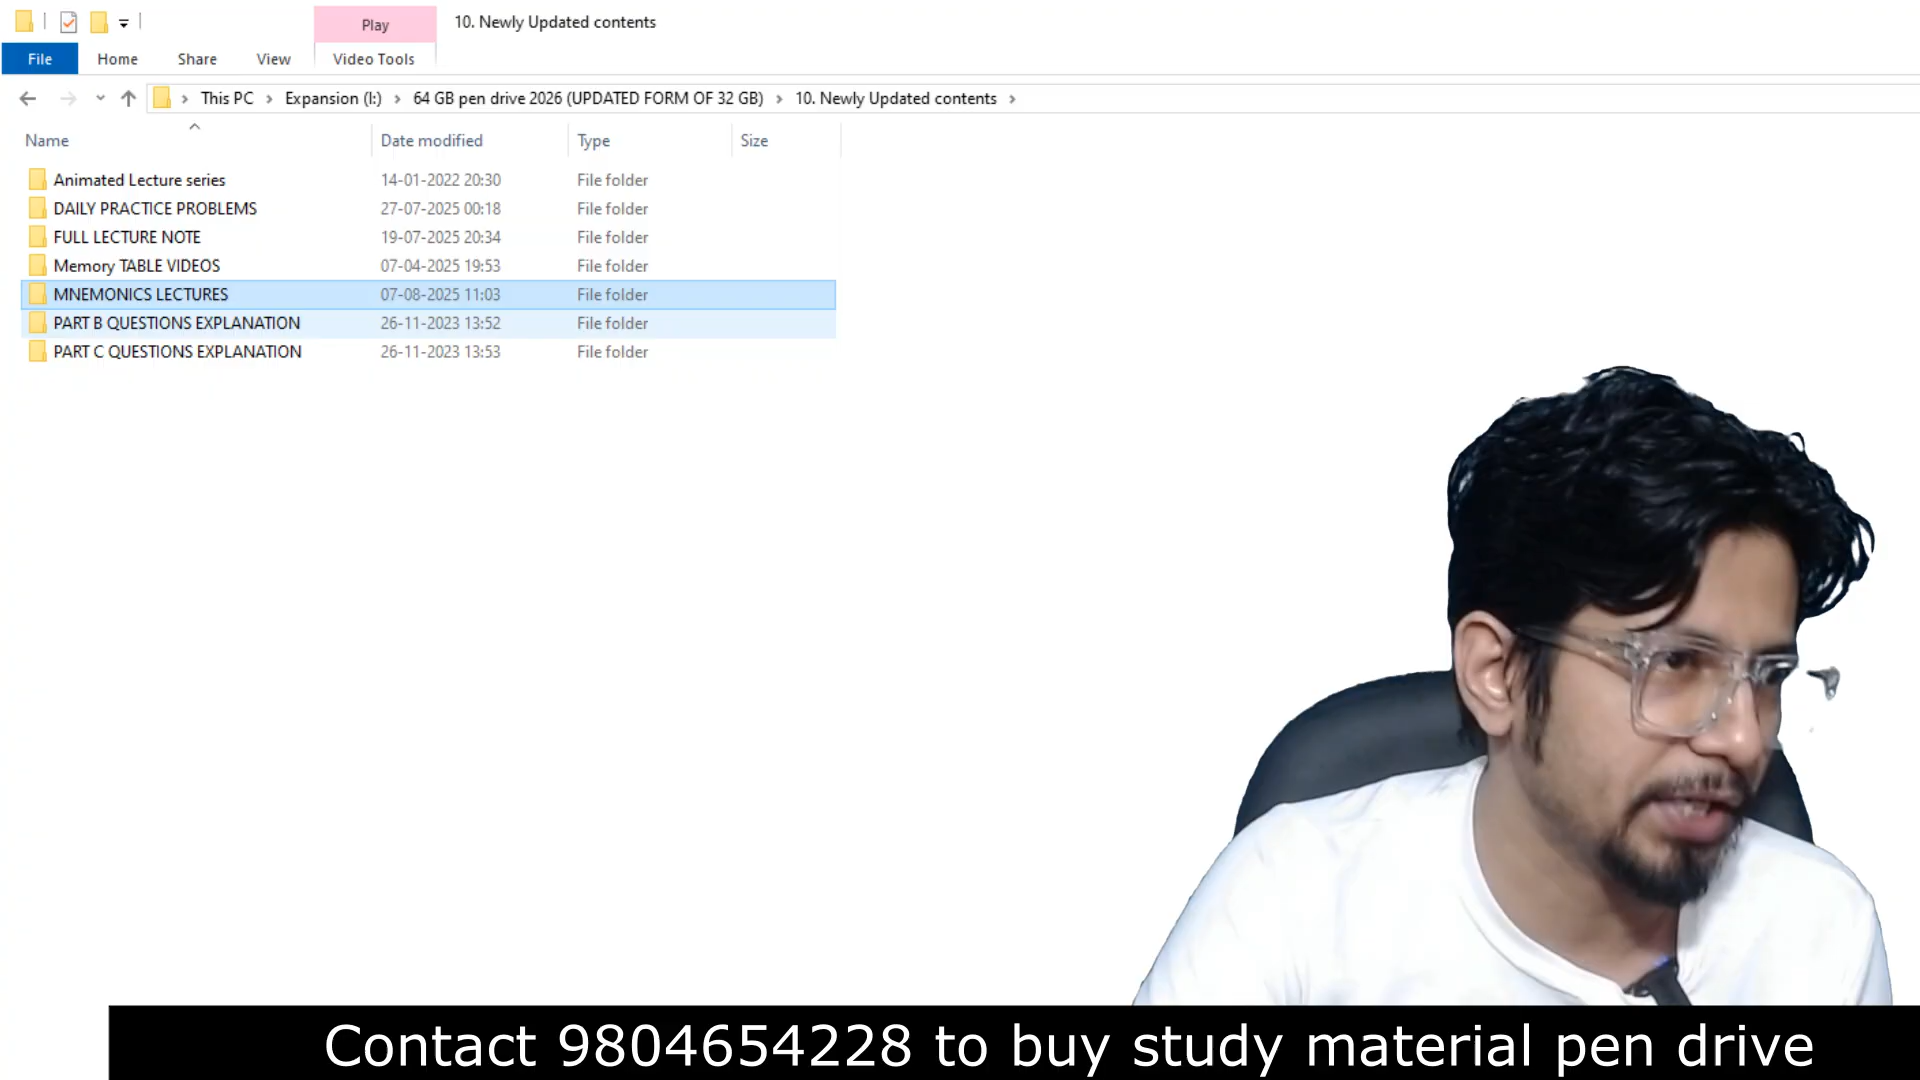 Play
10. Newly Updated contents
File
Home
Share
View
Video Tools
This PC
Expansion (I:)
64 GB pen drive 2026 (UPDATED FORM OF 32 GB)
10. Newly Updated contents
Name Date modified Type Size
Animated Lecture series 14-01-2022 20:30 File folder
DAILY PRACTICE PROBLEMS 27-07-2025 00:18 File folder
FULL LECTURE NOTE 19-07-2025 20:34 File folder
Memory TABLE VIDEOS 07-04-2025 19:53 File folder
MNEMONICS LECTURES 07-08-2025 11:03 File folder
PART B QUESTIONS EXPLANATION 26-11-2023 13:52 File folder
PART C QUESTIONS EXPLANATION 26-11-2023 13:53 File folder
Contact 9804654228 to buy study material pen drive